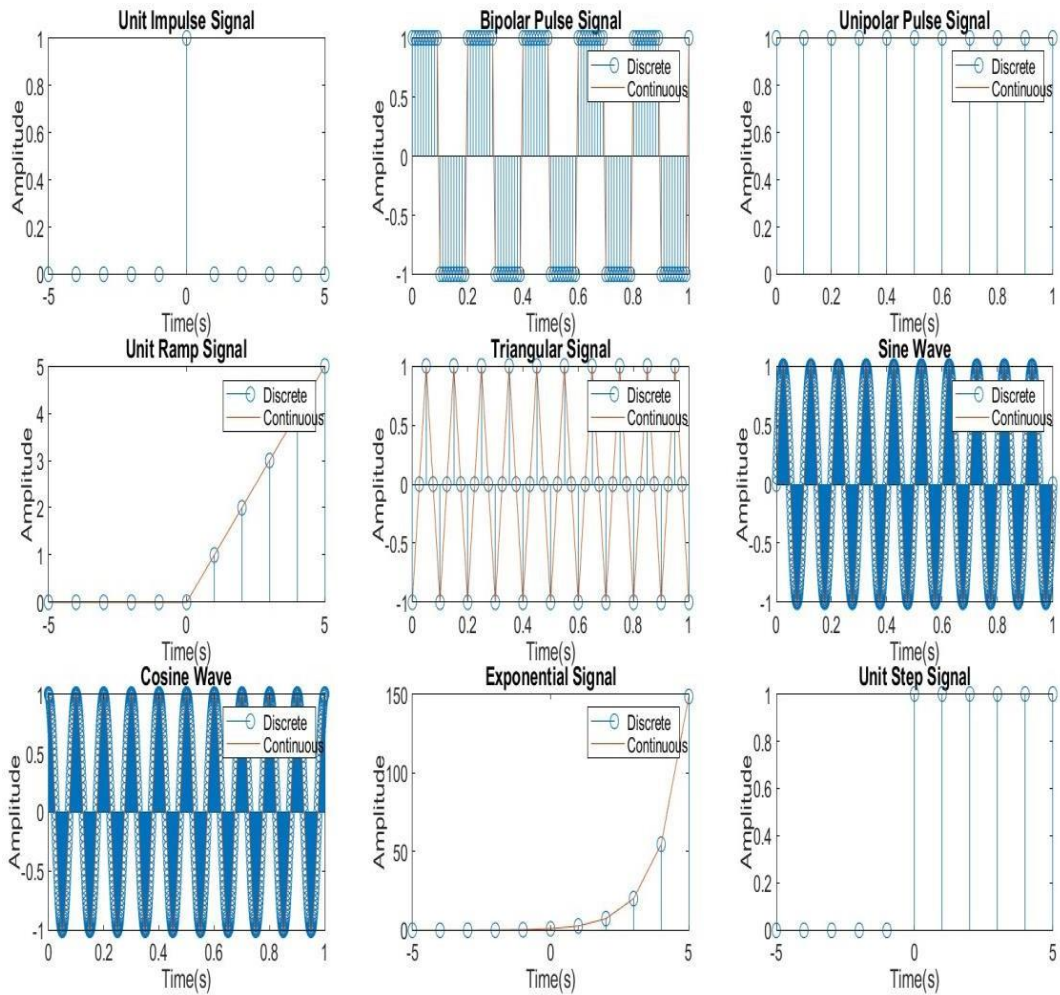 Unit Impulse Signal
1
0.8
0.6
0.4
0.2
0
Amplitude
-5
0
5
Time(s)
Bipolar Pulse Signal
Discrete
Continuous
1
0.5
0
-0.5
-1
Amplitude
0
0.2
0.4
0.6
0.8
1
Time(s)
Unipolar Pulse Signal
Discrete
Continuous
1
0.8
0.6
0.4
0.2
0
Amplitude
0
0.2
0.4
0.6
0.8
1
Time(s)
Unit Ramp Signal
Discrete
Continuous
5
4
3
2
1
0
Amplitude
-5
0
5
Time(s)
Triangular Signal
Discrete
Continuous
1
0.5
0
-0.5
-1
Amplitude
0
0.2
0.4
0.6
0.8
1
Time(s)
Sine Wave
Discrete
Continuous
1
0.5
0
-0.5
-1
Amplitude
0
0.2
0.4
0.6
0.8
1
Time(s)
Cosine Wave
Discrete
Continuous
1
0.5
0
-0.5
-1
Amplitude
0
0.2
0.4
0.6
0.8
1
Time(s)
Exponential Signal
Discrete
Continuous
150
100
50
0
Amplitude
-5
0
5
Time(s)
Unit Step Signal
1
0.8
0.6
0.4
0.2
0
Amplitude
-5
0
5
Time(s)